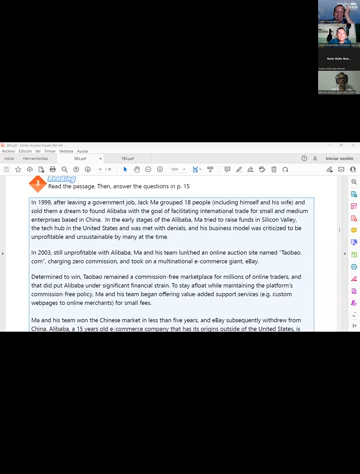 Archivo Edición Ver Firmar Ventana Ayuda
Inicio Herramientas SB5.pdf TB5.pdf Iniciar sesión
3 Reading
Read the passage. Then, answer the questions in p. 15
In 1999, after leaving a government job, Jack Ma grouped 18 people (including himself and his wife) and
sold them a dream to found Alibaba with the goal of facilitating international trade for small and medium
enterprises based in China. In the early stages of the Alibaba, Ma tried to raise funds in Silicon Valley,
the tech hub in the United States and was met with denials, and his business model was criticized to be
unprofitable and unsustainable by many at the time.
In 2003, still unprofitable with Alibaba, Ma and his team launched an online auction site named "Taobao.
com", charging zero commission, and took on a multinational e-commerce giant, eBay.
Determined to win, Taobao remained a commission-free marketplace for millions of online traders, and
that did put Alibaba under significant financial strain. To stay afloat while maintaining the platform's
commission-free policy, Ma and his team began offering value-added support services (e.g. custom
webpages to online merchants) for small fees.
Ma and his team won the Chinese market in less than five years, and eBay subsequently withdrew from
China. Alibaba, a 15 years old e-commerce company that has its origins outside of the United States, is